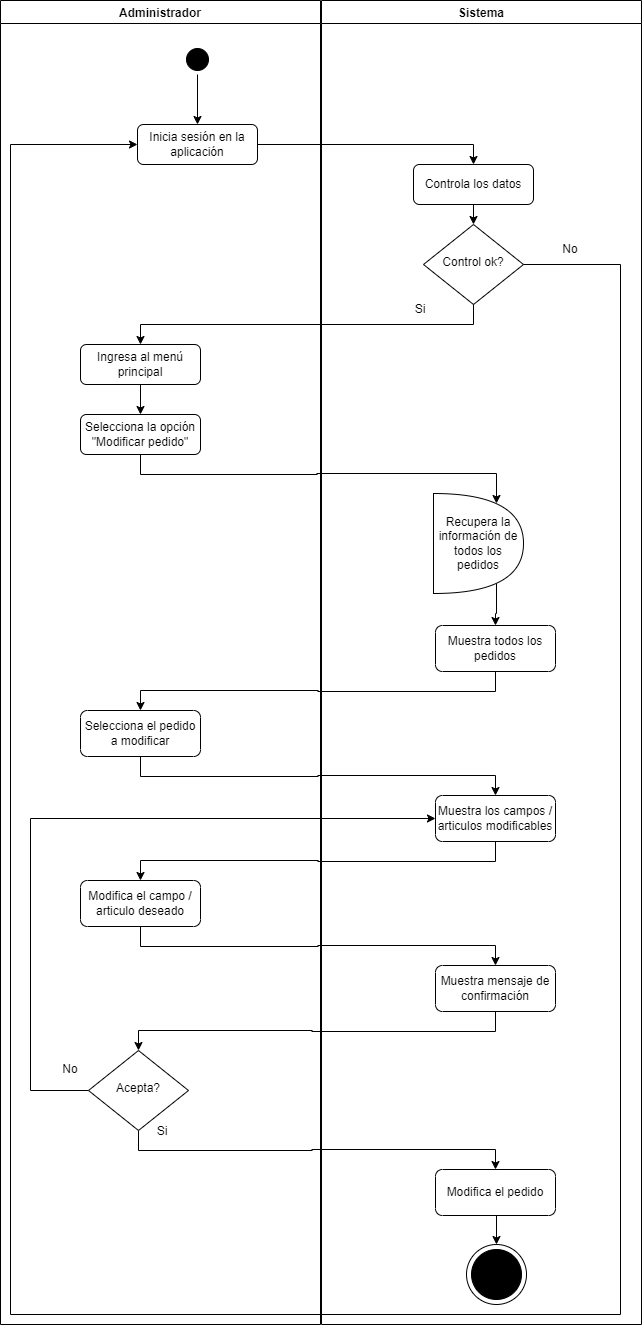 Administrador
Sistema
Inicia sesión en la
aplicación
Controla los datos
Control ok?
No
Si
Ingresa al menú
principal
Selecciona la opción
"Modificar pedido"
Recupera la
información de
todos los
pedidos
Muestra todos los
pedidos
Selecciona el pedido
a modificar
Muestra los campos /
articulos modificables
Modifica el campo /
articulo deseado
Muestra mensaje de
confirmación
No
Acepta?
Si
Modifica el pedido